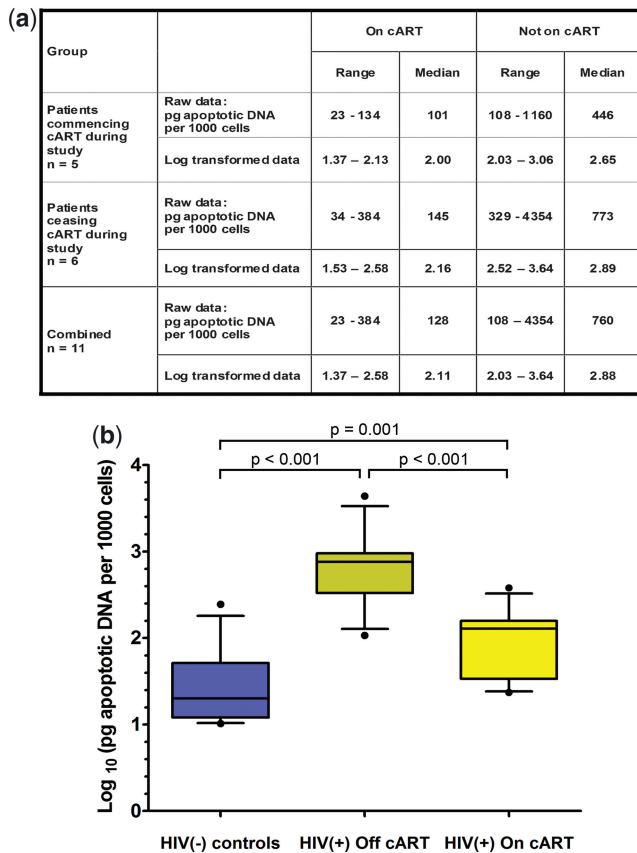 (a)
On cART Not on cART
Group
Range Median Range Median
Patients commencing cART during study n = 5
Raw data: pg apoptotic DNA per 1000 cells 23 - 134 101 108 - 1160 446
Log transformed data 1.37 – 2.13 2.00 2.03 – 3.06 2.65
Patients ceasing cART during study n = 6
Raw data: pg apoptotic DNA per 1000 cells 34 - 384 145 329 - 4354 773
Log transformed data 1.53 – 2.58 2.16 2.52 – 3.64 2.89
Combined n = 11
Raw data: pg apoptotic DNA per 1000 cells 23 - 384 128 108 – 4354 760
Log transformed data 1.37 – 2.58 2.11 2.03 – 3.64 2.88
(b)
p = 0.001
p < 0.001 p < 0.001
Log 10 (pg apoptotic DNA per 1000 cells)
4
3
2
1
0
HIV(-) controls HIV(+) Off cART HIV(+) On cART